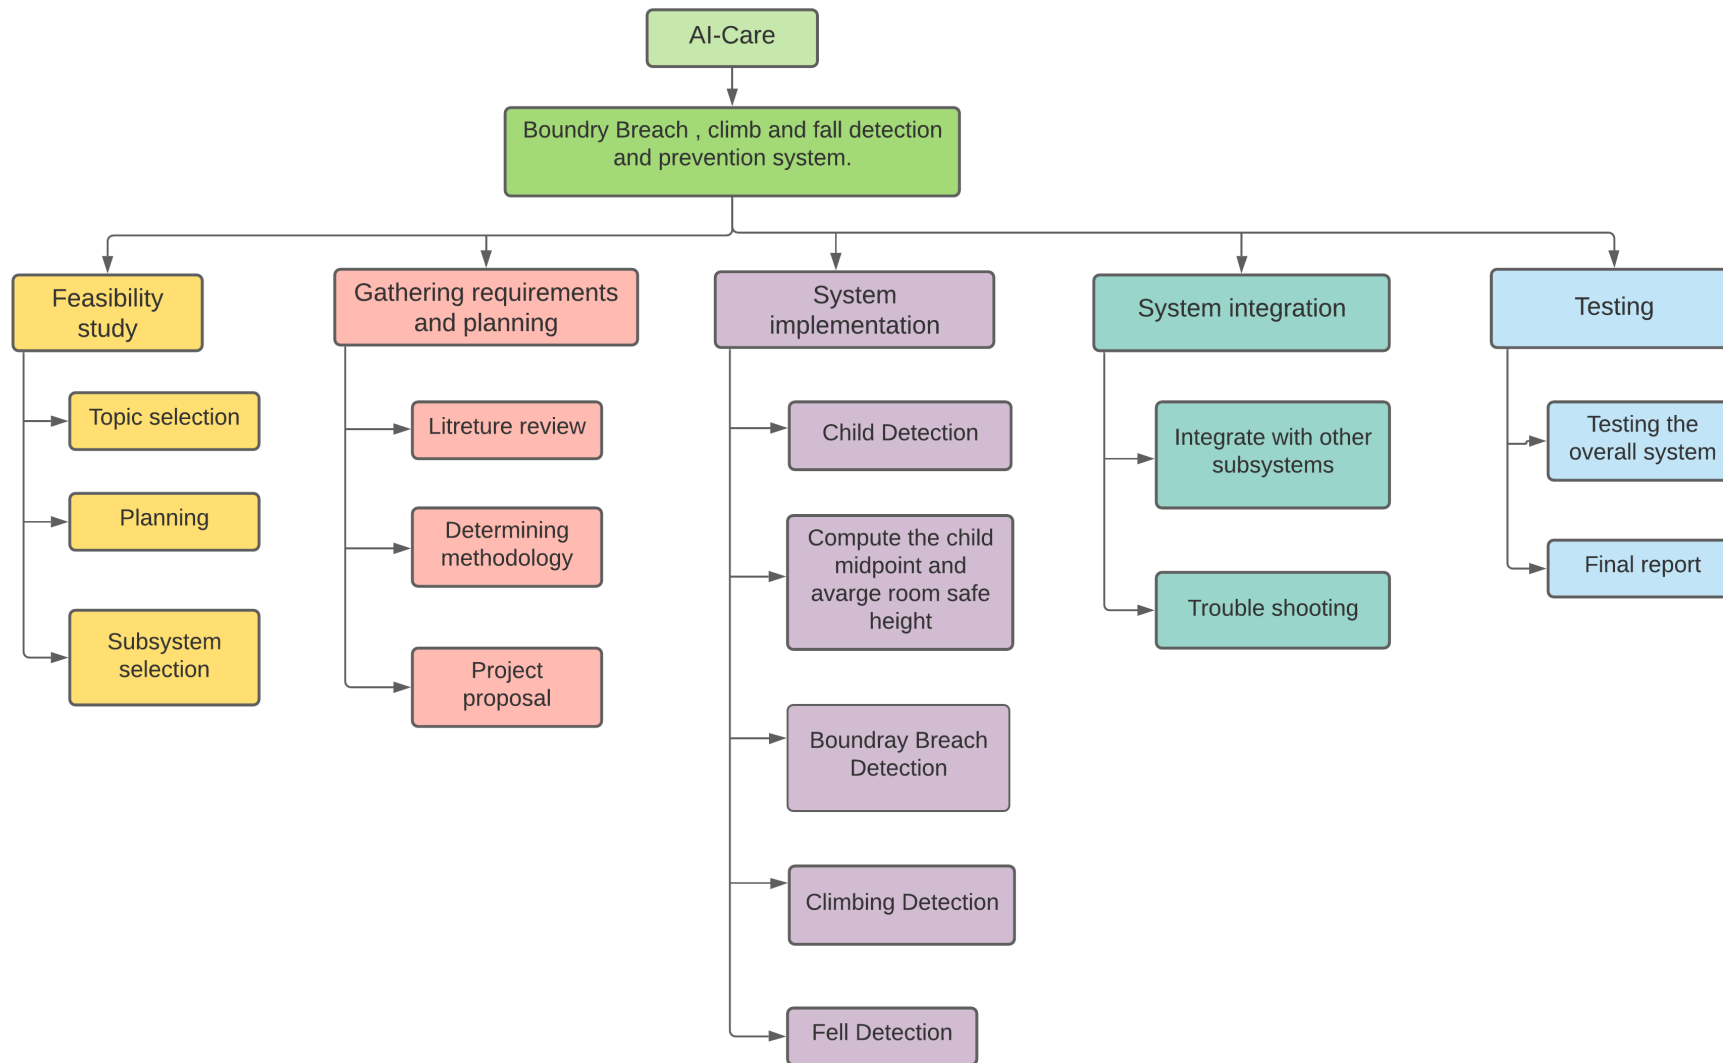 AI-Care
Boundry Breach , climb and fall detection
and prevention system.
Feasibility
study
Topic selection
Planning
Subsystem
selection
Gathering requirements
and planning
Litreture review
Determining
methodology
Project
proposal
System
implementation
Child Detection
Compute the child
midpoint and
avarge room safe
height
Boundray Breach
Detection
Climbing Detection
Fell Detection
System integration
Integrate with other
subsystems
Trouble shooting
Testing
Testing the
overall system
Final report